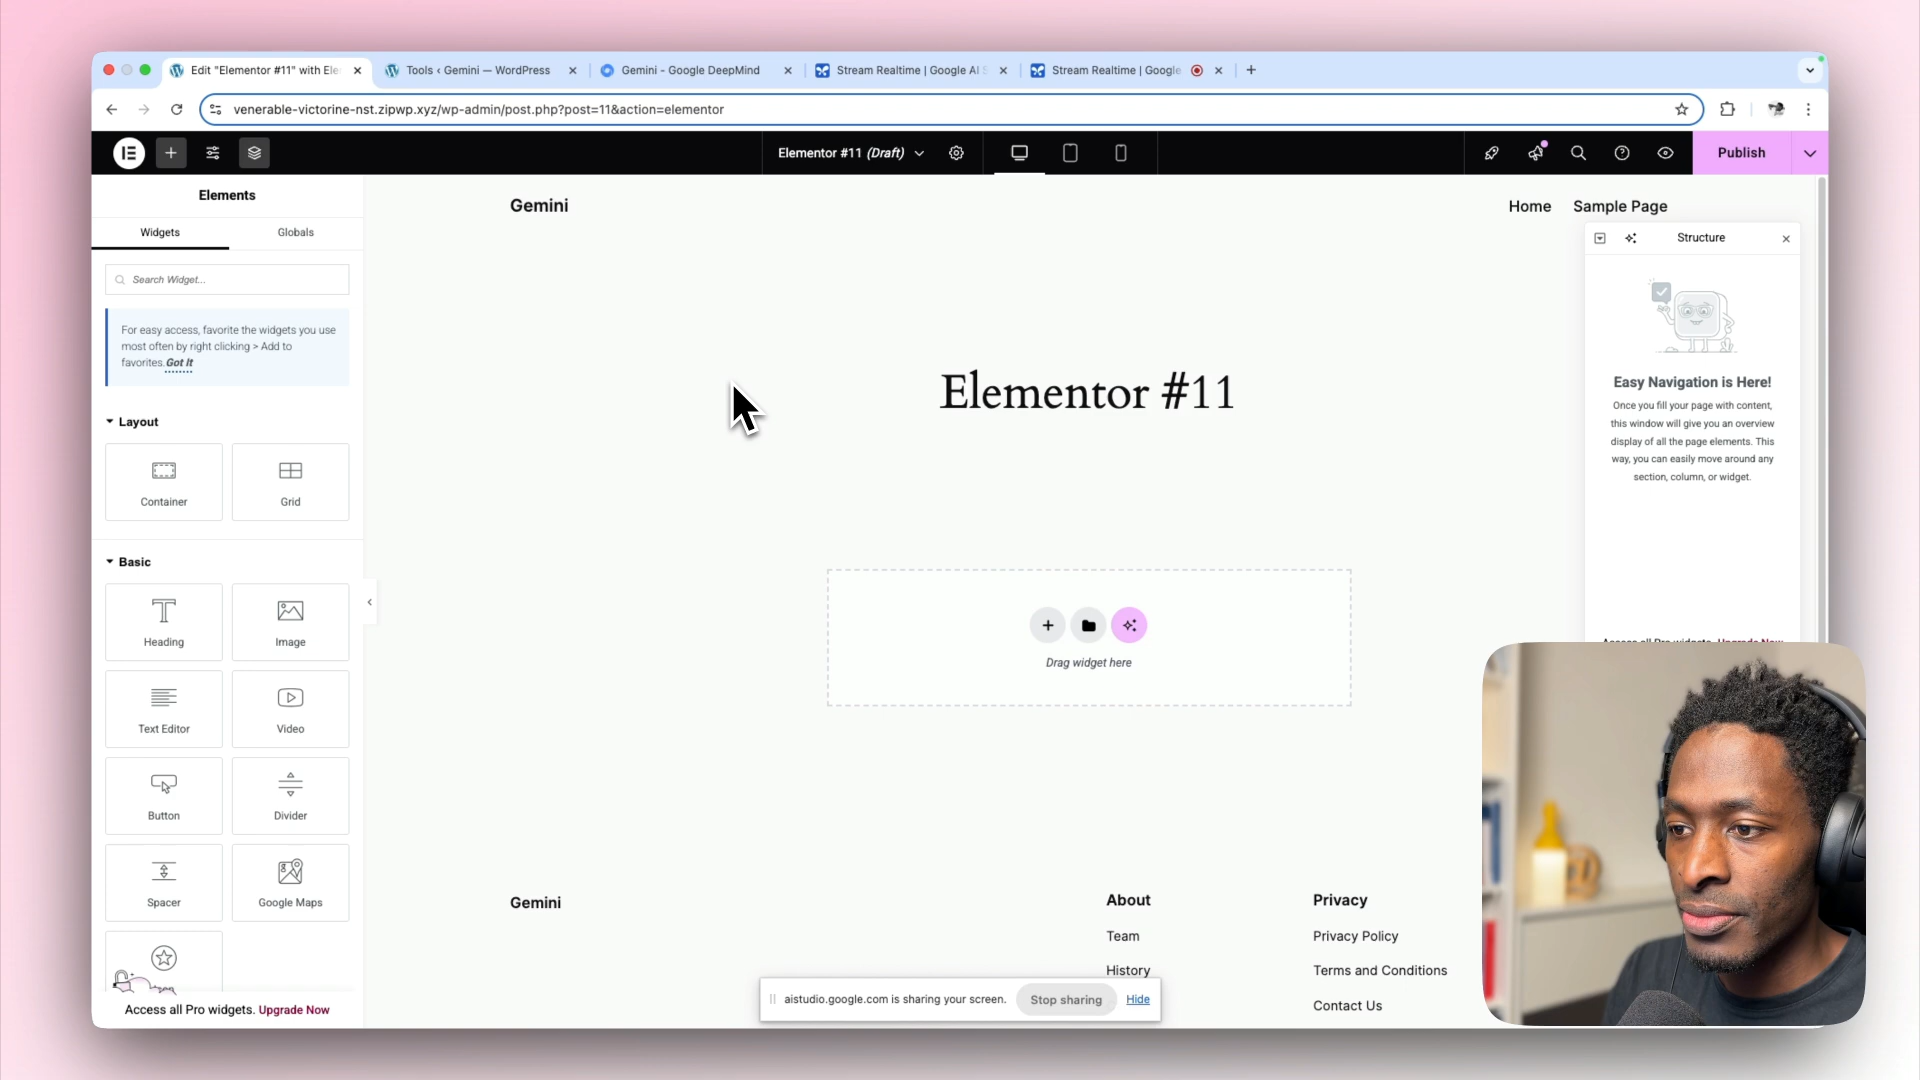 Edit "Elementor #11" with Ele
Tools ‹ Gemini — WordPress
Gemini - Google DeepMind
Stream Realtime | Google AI S
Stream Realtime | Google
venerable-victorine-nst.zipwp.xyz/wp-admin/post.php?post=11&action=elementor
Elementor #11 (Draft)
Publish
Elements
Widgets
Globals
Search Widget...
For easy access, favorite the widgets you use
most often by right clicking > Add to
favorites. Got It
Layout
Container
Grid
Basic
Heading
Image
Text Editor
Video
Button
Divider
Spacer
Google Maps
Access all Pro widgets. Upgrade Now
Gemini
Home
Sample Page
Elementor #11
Drag widget here
Structure
Easy Navigation is Here!
Once you fill your page with content,
this window will give you an overview
display of all the page elements. This
way, you can easily move around any
section, column, or widget.
Access all Pro widgets. Upgrade Now
Gemini
About
Team
History
Privacy
Privacy Policy
Terms and Conditions
Contact Us
aistudio.google.com is sharing your screen.
Stop sharing
Hide